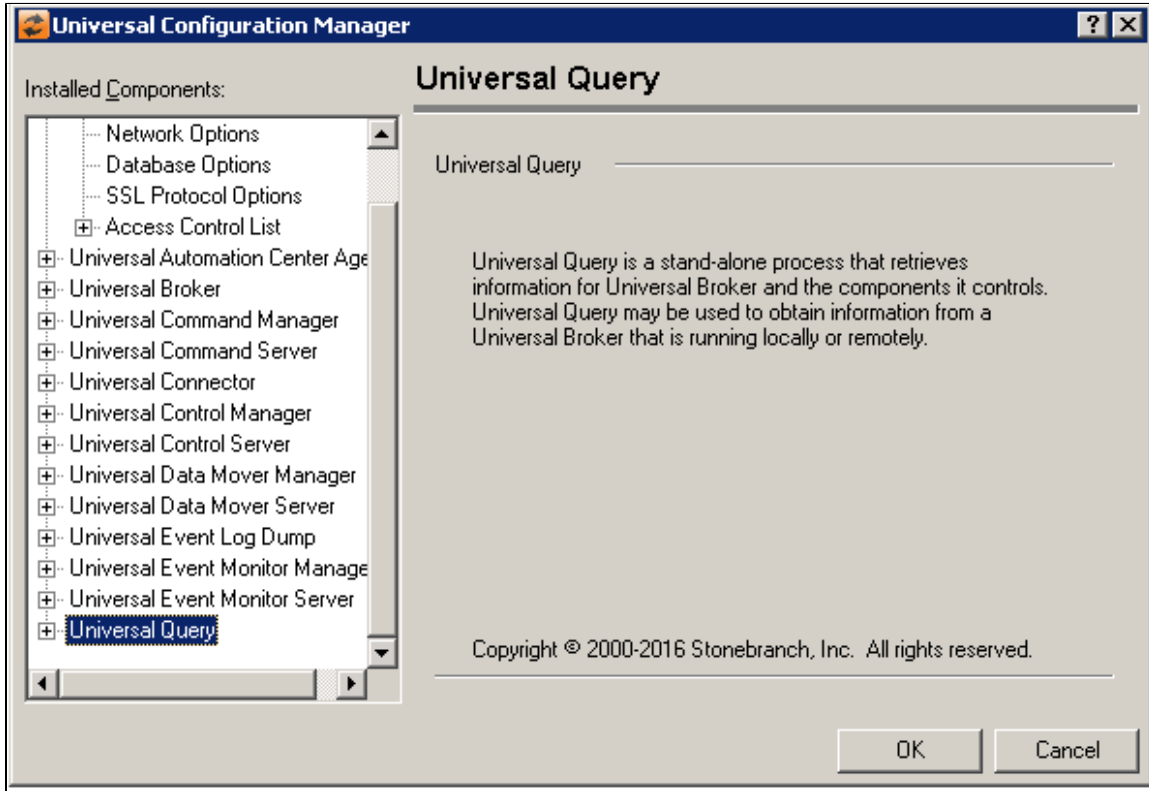 Universal Configuration Manager
Installed Components:
Universal Query
Network Options
Database Options
SSL Protocol Options
Access Control List
Universal Automation Center Age
Universal Broker
Universal Command Manager
Universal Command Server
Universal Connector
Universal Control Manager
Universal Control Server
Universal Data Mover Manager
Universal Data Mover Server
Universal Event Log Dump
Universal Event Monitor Manage
Universal Event Monitor Server
Universal Query
Universal Query
Universal Query is a stand-alone process that retrieves
information for Universal Broker and the components it controls.
Universal Query may be used to obtain information from a
Universal Broker that is running locally or remotely.
Copyright © 2000-2016 Stonebranch, Inc. All rights reserved.
OK
Cancel